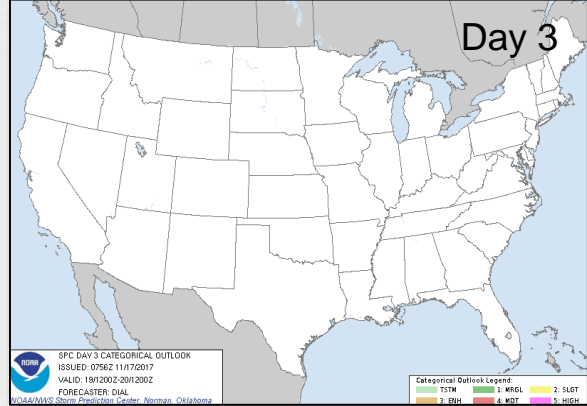 Day 3
NOAA
SPC DAY 3 CATEGORICAL OUTLOOK
ISSUED: 0756Z 11/17/2017
VALID: 19/1200Z-20/1200Z
FORECASTER: DIAL
NOAA/NWS Storm Prediction Center, Norman, Oklahoma
Categorical Outlook Legend:
TSTM 1: MRGL 2: SLGT
3: ENH 4: MDT 5: HIGH